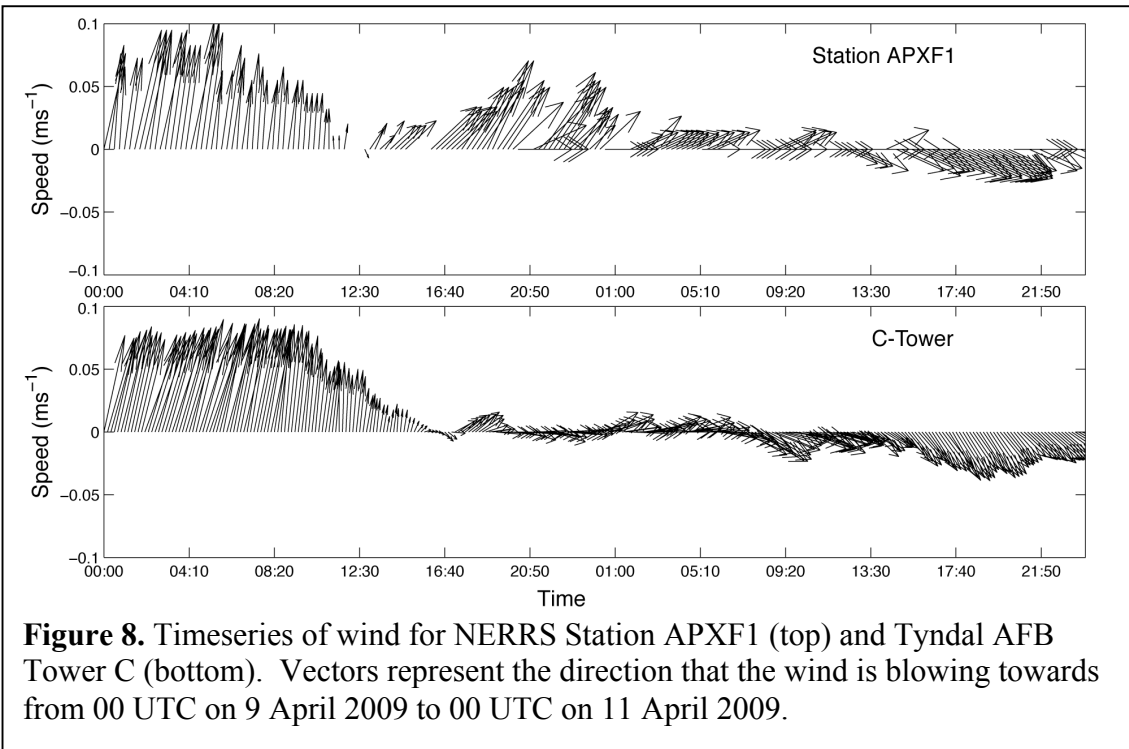 0.1
Station APXF1
0.05
0
−0.05
−0.1
Speed (ms⁻¹)
00:00 04:10 08:20 12:30 16:40 20:50 01:00 05:10 09:20 13:30 17:40 21:50
0.1
C-Tower
0.05
0
−0.05
−0.1
Speed (ms⁻¹)
00:00 04:10 08:20 12:30 16:40 20:50 01:00 05:10 09:20 13:30 17:40 21:50
Time
Figure 8. Timeseries of wind for NERRS Station APXF1 (top) and Tyndal AFB
Tower C (bottom). Vectors represent the direction that the wind is blowing towards
from 00 UTC on 9 April 2009 to 00 UTC on 11 April 2009.